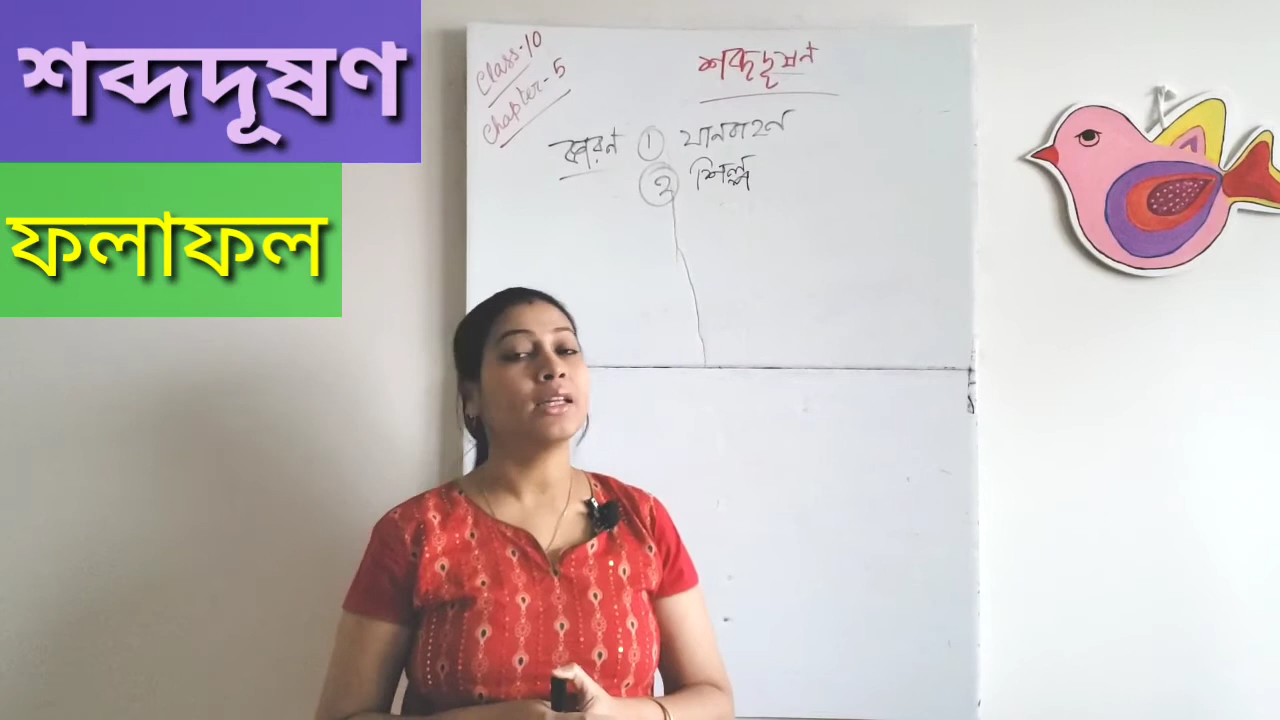 শব্দদূষণ
ফলাফল
Class-10
Chapter-5
শব্দদূষণ
কারণ ① যানবাহন
② শিল্প